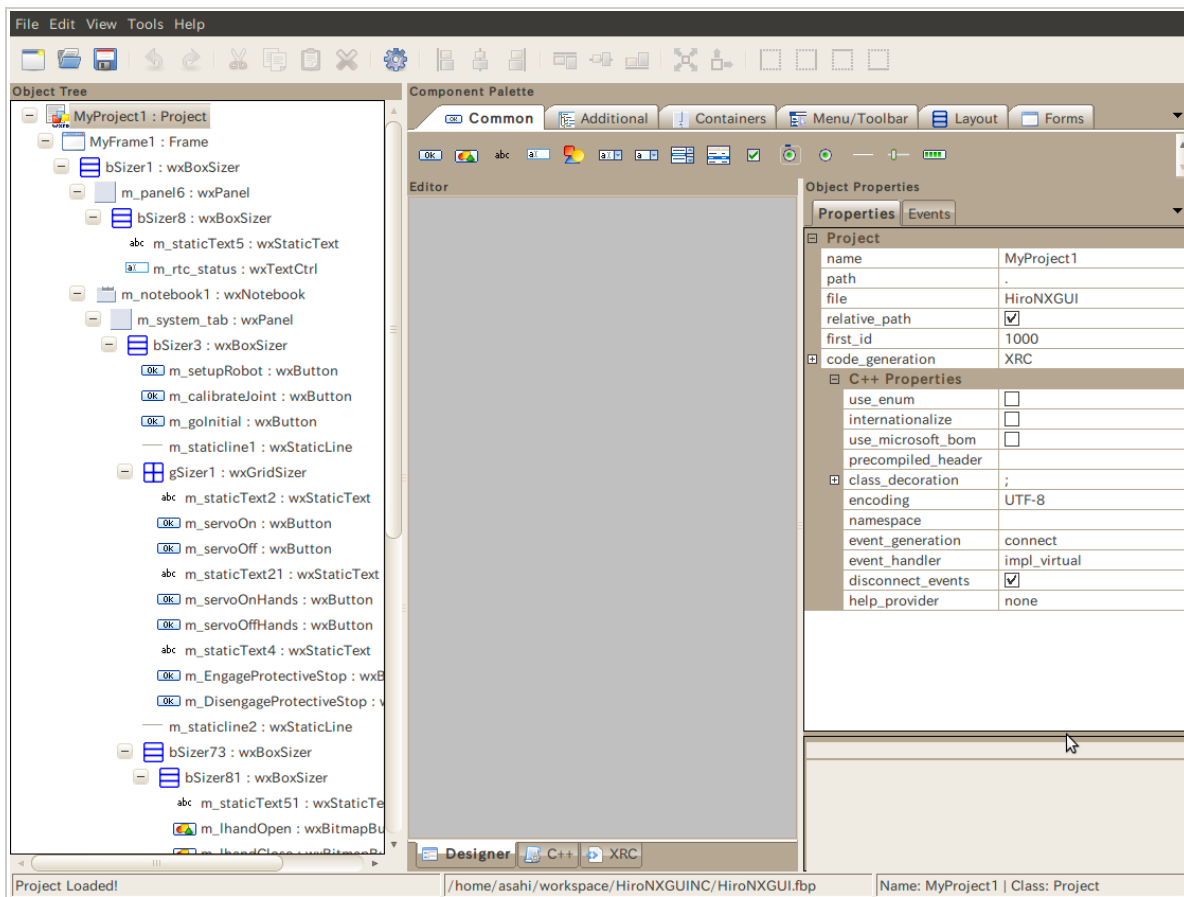 File Edit View Tools Help
Object Tree
MyProject1 : Project
MyFrame1 : Frame
bSizer1 : wxBoxSizer
m_panel6 : wxPanel
bSizer8 : wxBoxSizer
abc m_staticText5 : wxStaticText
m_rtc_status : wxTextCtrl
m_notebook1 : wxNotebook
m_system_tab : wxPanel
bSizer3 : wxBoxSizer
OK m_setupRobot : wxButton
OK m_calibrateJoint : wxButton
OK m_goInitial : wxButton
m_staticline1 : wxStaticLine
gSizer1 : wxGridSizer
abc m_staticText2 : wxStaticText
OK m_servoOn : wxButton
OK m_servoOff : wxButton
abc m_staticText21 : wxStaticText
OK m_servoOnHands : wxButton
OK m_servoOffHands : wxButton
abc m_staticText4 : wxStaticText
OK m_EngageProtectiveStop : wxB
OK m_DisengageProtectiveStop : w
m_staticline2 : wxStaticLine
bSizer73 : wxBoxSizer
bSizer81 : wxBoxSizer
abc m_staticText51 : wxStaticTe
m_lhandOpen : wxBitmapBu
m_lhandClose : wxBitmapB
Component Palette
OK Common Additional Containers Menu/Toolbar Layout Forms
OK abc
Editor
Designer C++ XRC
Object Properties
Properties Events
Project
name MyProject1
path .
file HiroNXGUI
relative_path
first_id 1000
code_generation XRC
C++ Properties
use_enum
internationalize
use_microsoft_bom
precompiled_header
class_decoration ;
encoding UTF-8
namespace
event_generation connect
event_handler impl_virtual
disconnect_events
help_provider none
Project Loaded!
/home/asahi/workspace/HiroNXGUINC/HiroNXGUI.fbp
Name: MyProject1 | Class: Project